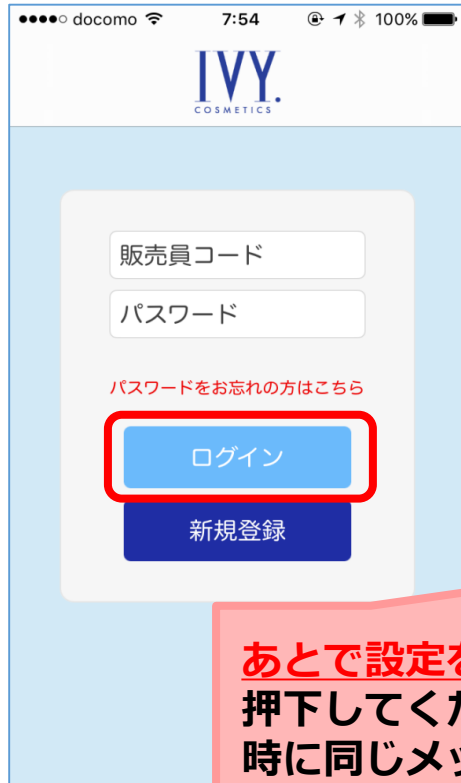 docomo 7:54 100%
IVY.
COSMETICS
販売員コード
パスワード
パスワードをお忘れの方はこちら
ログイン
新規登録
あとで設定を
押下してくだ
時に同じメッ